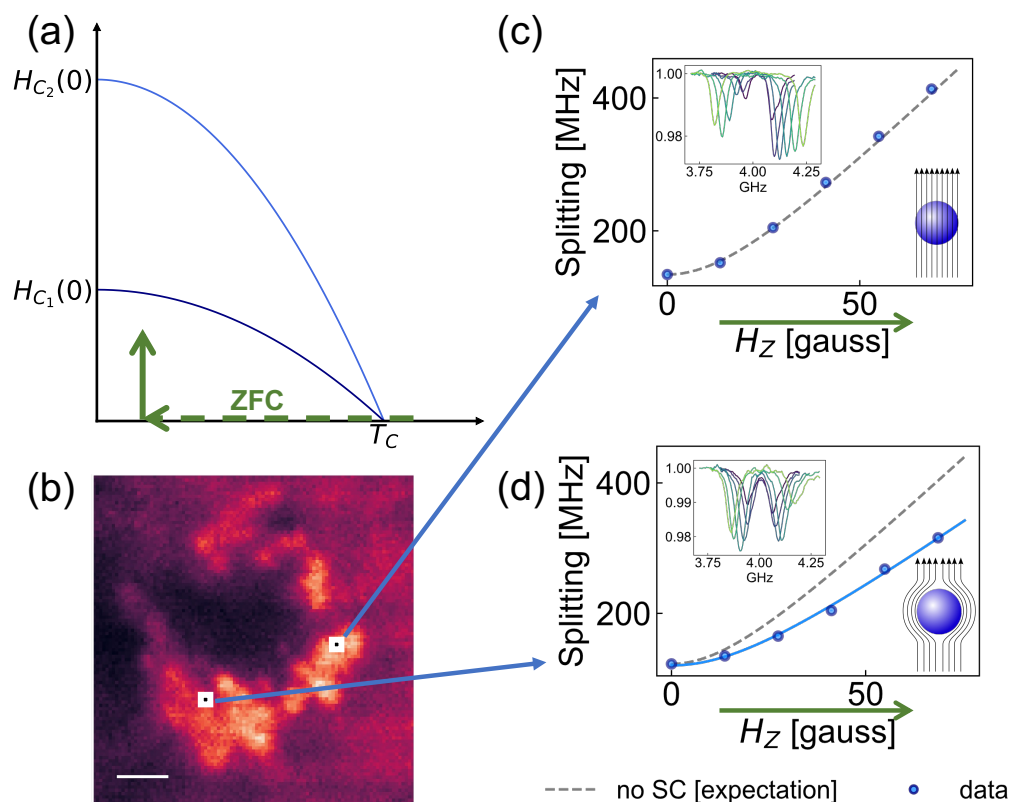 (a)
H_{C_2}(0)
H_{C_1}(0)
ZFC
T_C
(b)
(c)
Splitting [MHz]
400
200
1.00
0.98
3.75 4.00 4.25
GHz
0 50
H_Z [gauss]
(d)
Splitting [MHz]
400
200
1.00
0.99
0.98
3.75 4.00 4.25
GHz
0 50
H_Z [gauss]
no SC [expectation] data